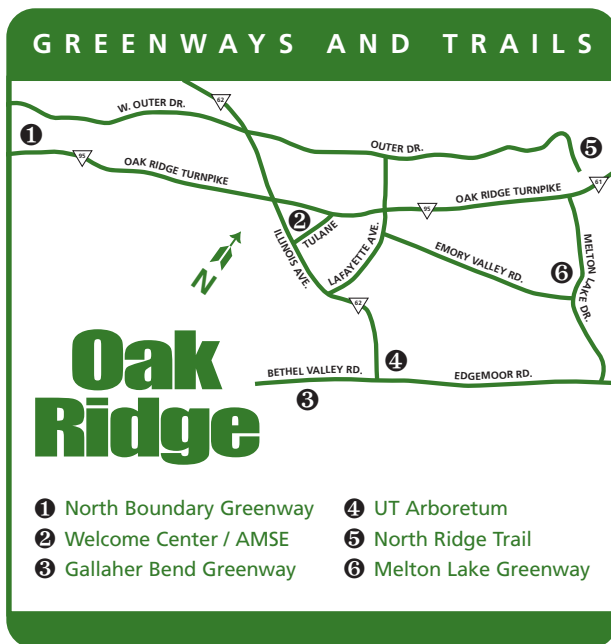 GREENWAYS AND TRAILS
62
W. OUTER DR.
1
OUTER DR.
5
95
OAK RIDGE TURNPIKE
61
OAK RIDGE TURNPIKE
95
2
TULANE
ILLINOIS AVE.
LAFAYETTE AVE.
EMORY VALLEY RD.
MELTON LAKE DR.
6
N
62
4
BETHEL VALLEY RD.
EDGEMOOR RD.
3
Oak
Ridge
1 North Boundary Greenway
2 Welcome Center / AMSE
3 Gallaher Bend Greenway
4 UT Arboretum
5 North Ridge Trail
6 Melton Lake Greenway